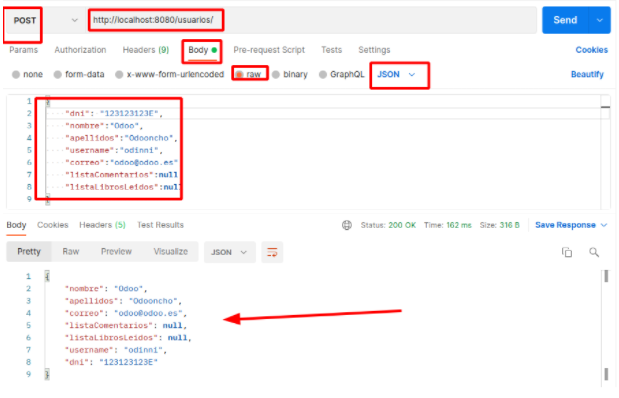 POST http://localhost:8080/usuarios/ Send
Params Authorization Headers (9) Body Pre-request Script Tests Settings Cookies
none form-data x-www-form-urlencoded raw binary GraphQL JSON Beautify
1 {
2 "dni": "123123123E",
3 "nombre":"Odoo",
4 "apellidos":"Odooncho",
5 "username":"odinni",
6 "correo":"odoo@odoo.es"
7 "listaComentarios":null
8 "listaLibrosLeidos":null
9 }
Body Cookies Headers (5) Test Results Status: 200 OK Time: 162 ms Size: 316 B Save Response
Pretty Raw Preview Visualize JSON
1 {
2 "nombre": "Odoo",
3 "apellidos": "Odooncho",
4 "correo": "odoo@odoo.es",
5 "listaComentarios": null,
6 "listaLibrosLeidos": null,
7 "username": "odinni",
8 "dni": "123123123E"
9 }